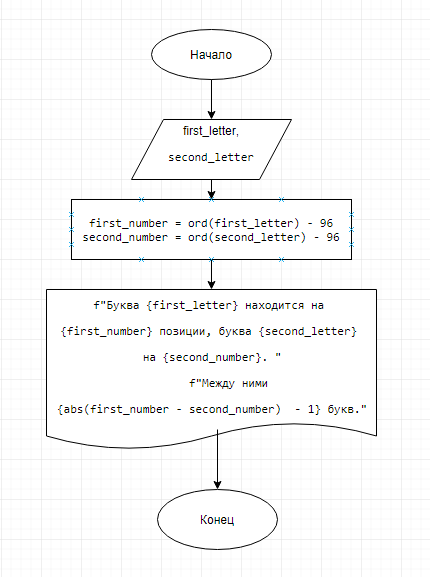 Начало
first_letter,
second_letter
first_number = ord(first_letter) - 96
second_number = ord(second_letter) - 96
f"Буква {first_letter} находится на
{first_number} позиции, буква {second_letter}
на {second_number}. "
f"Между ними
{abs(first_number - second_number)  - 1} букв."
Конец